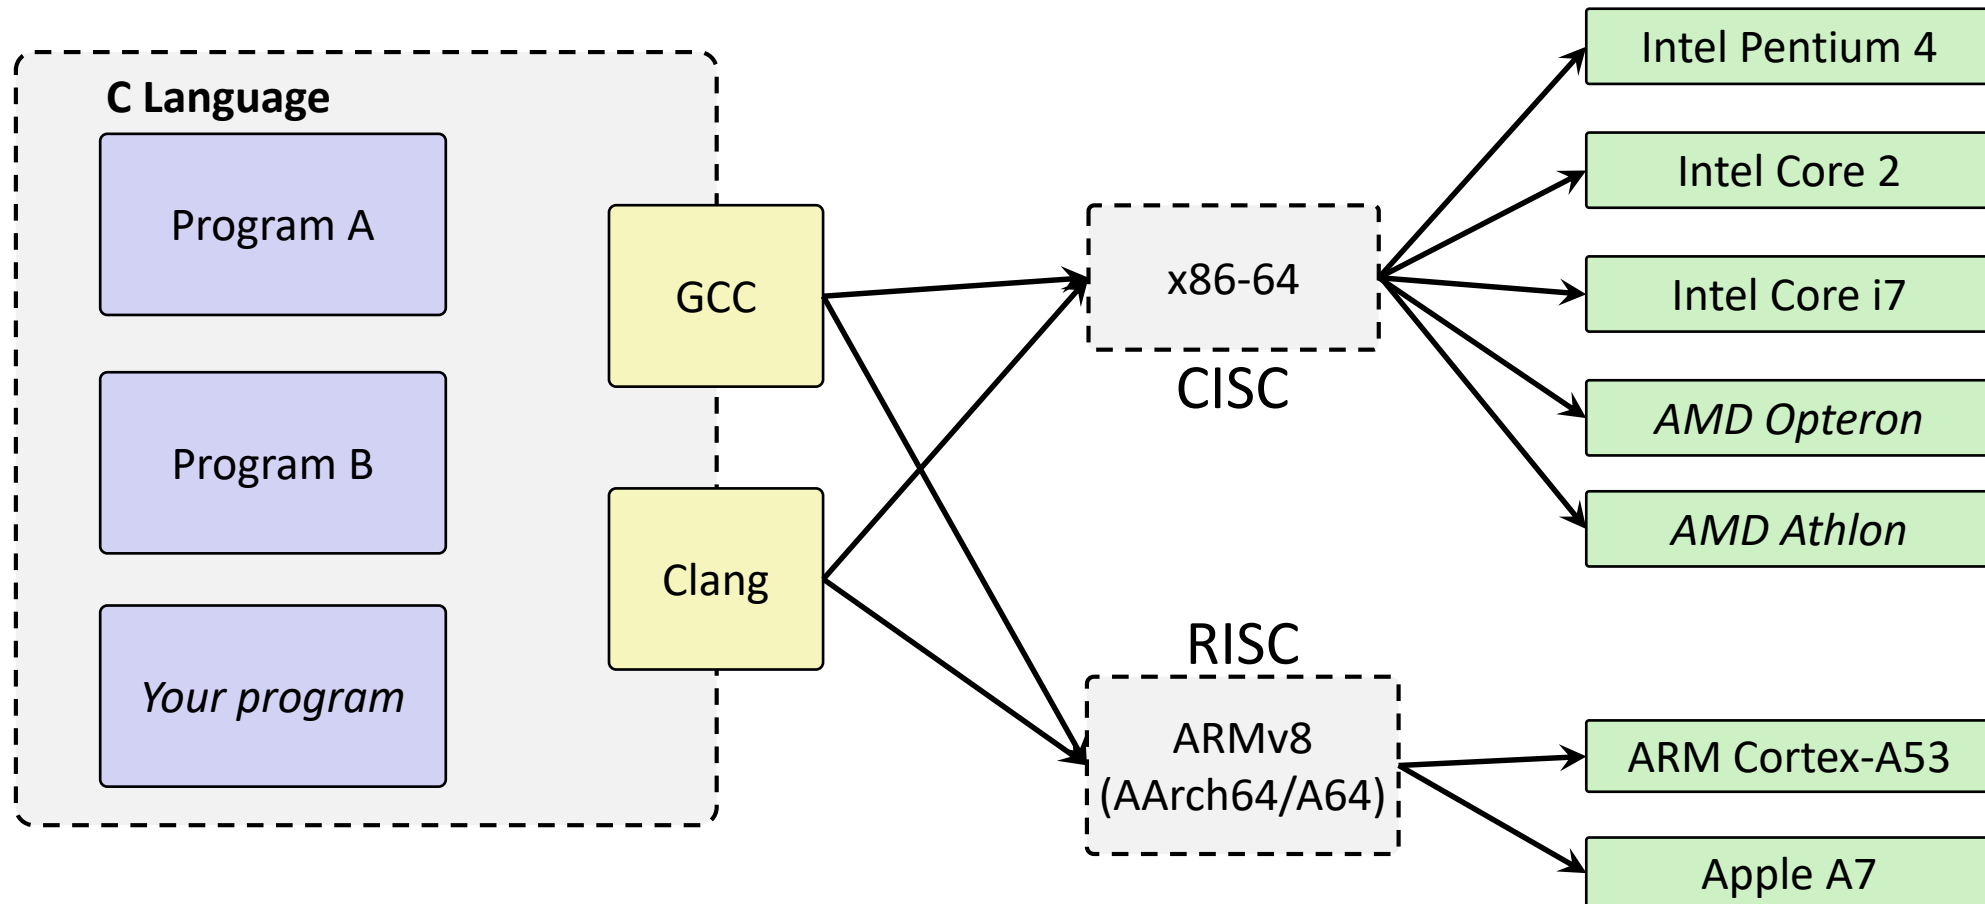 C Language
Program A
Program B
Your program
GCC
Clang
x86-64
CISC
RISC
ARMv8
(AArch64/A64)
Intel Pentium 4
Intel Core 2
Intel Core i7
AMD Opteron
AMD Athlon
ARM Cortex-A53
Apple A7